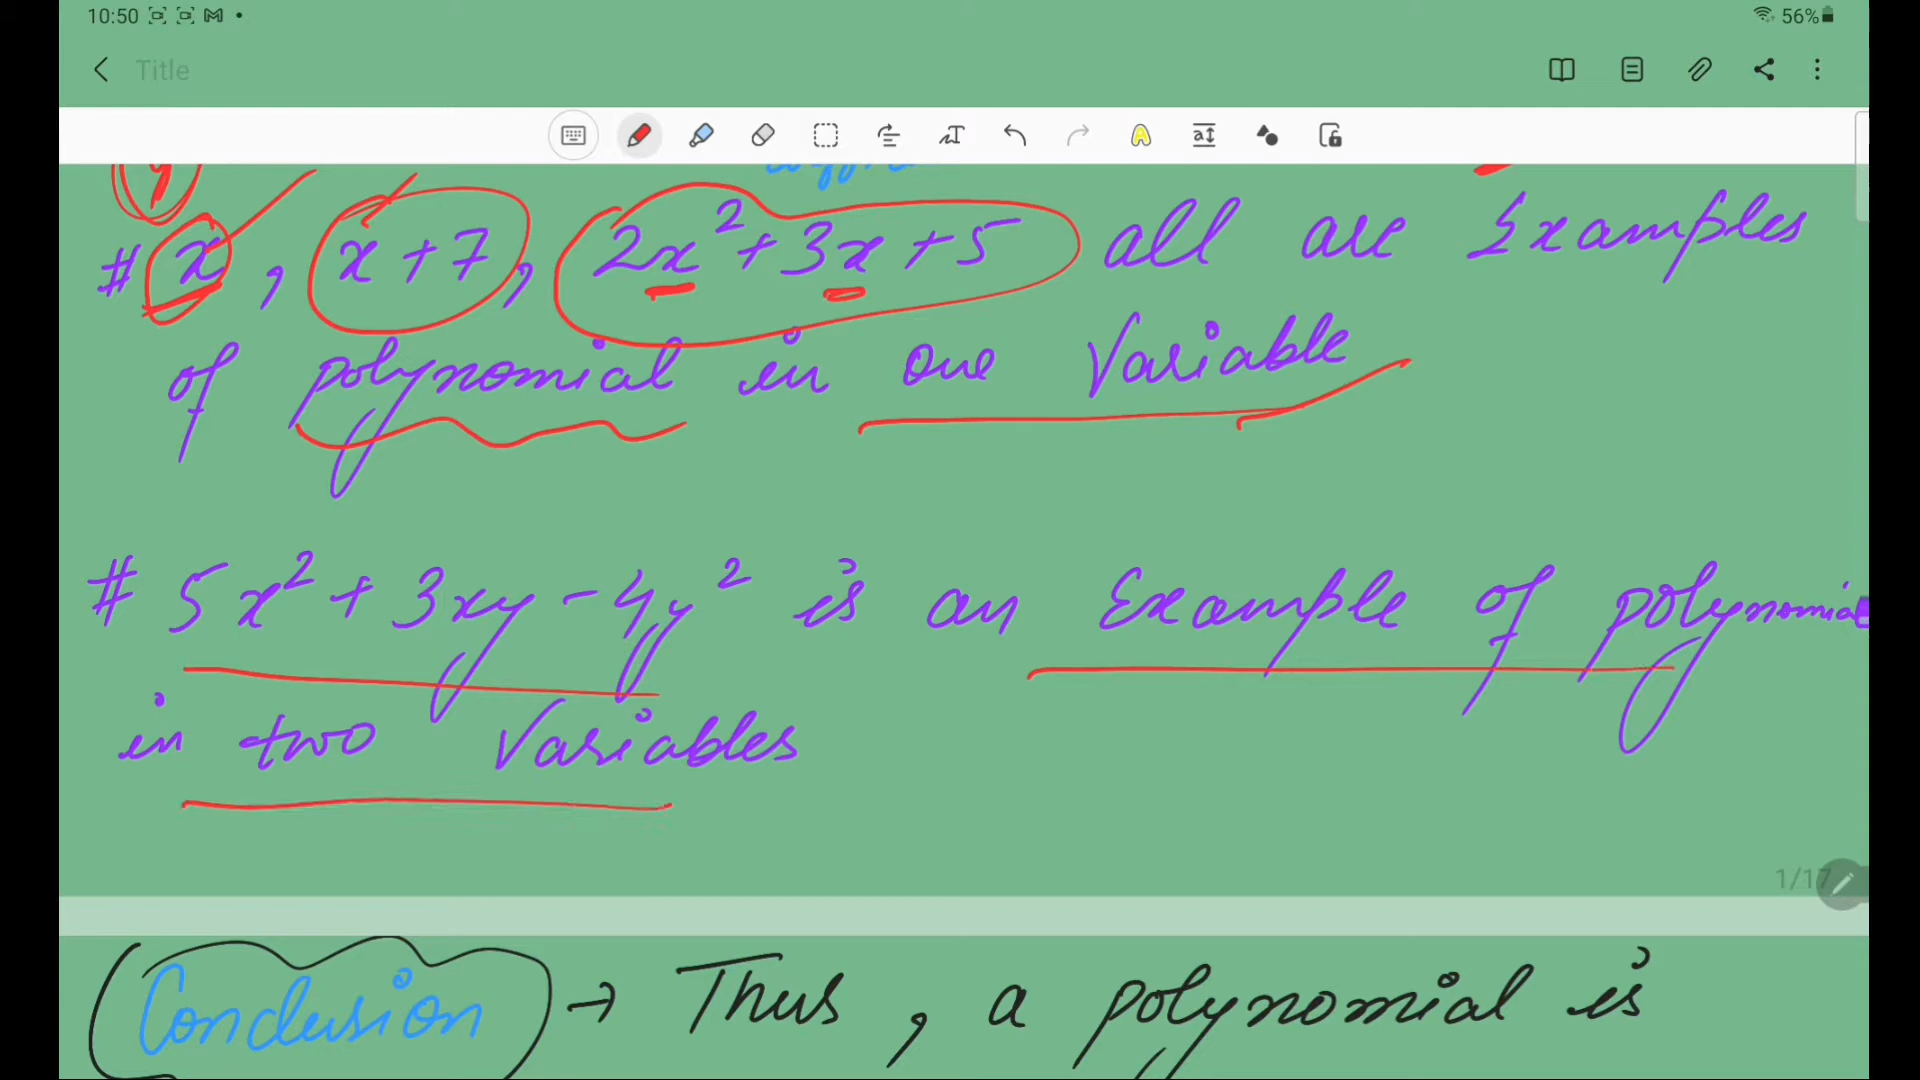 10:50
56%
Title
# x, x + 7, 2x² + 3x + 5 all are Examples
of polynomial in one Variable
# 5x² + 3xy - 4y² is an Example of polynomial
in two Variables
1/17
Conclusion → Thus, a polynomial is